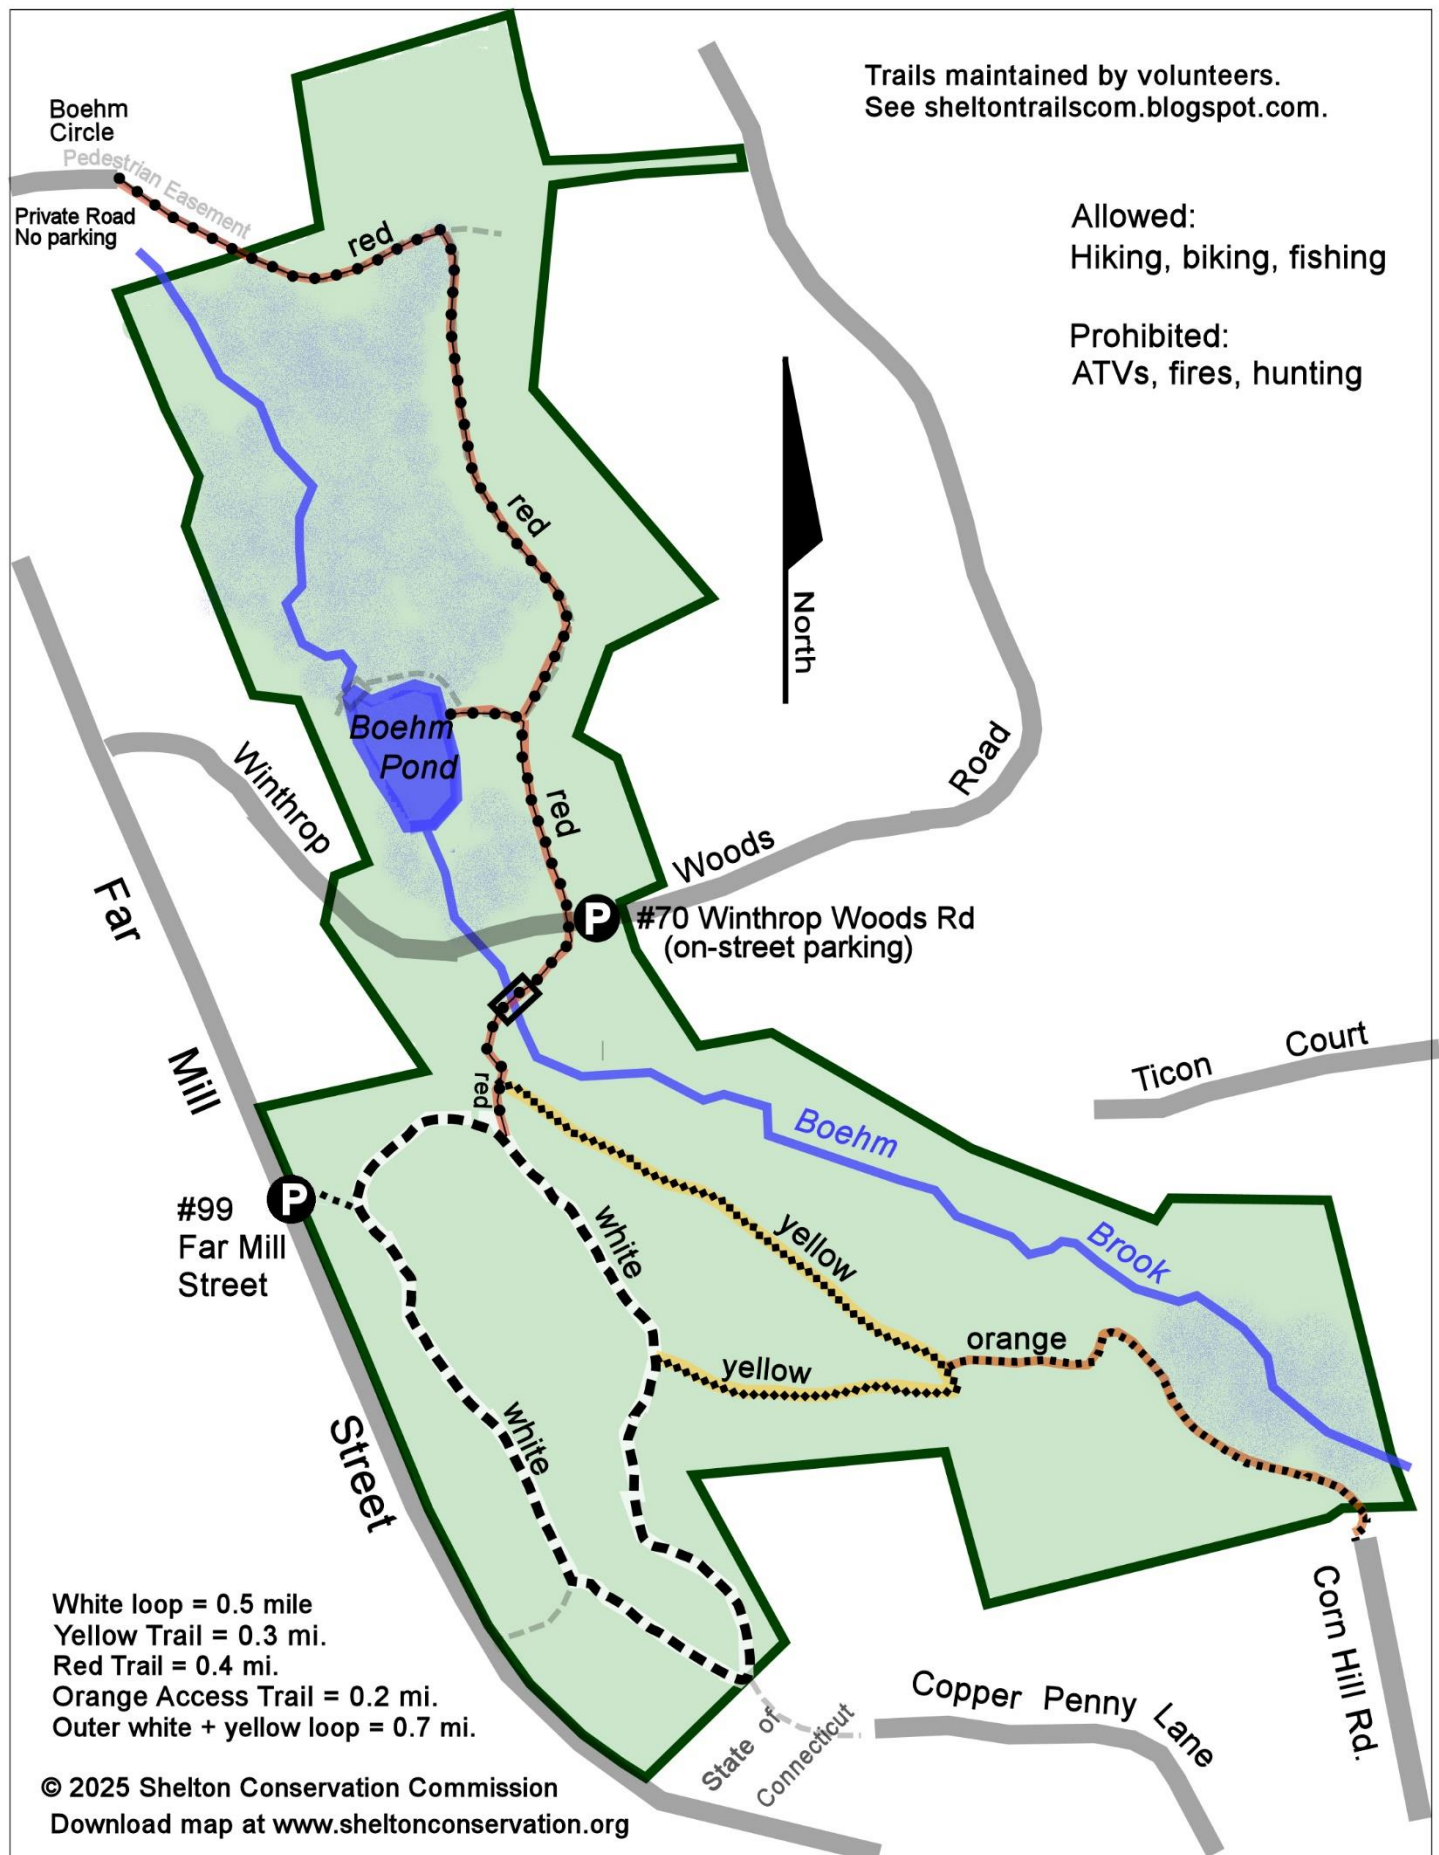 Trails maintained by volunteers.
See sheltontrailscom.blogspot.com.
Boehm
Circle
Pedestrian Easement
Private Road
No parking
Allowed:
Hiking, biking, fishing
Prohibited:
ATVs, fires, hunting
red
red
North
Boehm
Pond
Winthrop
Woods
Road
red
Far
Mill
Street
P
#70 Winthrop Woods Rd
(on-street parking)
Ticon
Court
red
Boehm
Brook
P
#99
Far Mill
Street
white
yellow
orange
yellow
white
Corn Hill Rd.
Copper Penny Lane
State of
Connecticut
White loop = 0.5 mile
Yellow Trail = 0.3 mi.
Red Trail = 0.4 mi.
Orange Access Trail = 0.2 mi.
Outer white + yellow loop = 0.7 mi.
© 2025 Shelton Conservation Commission
Download map at www.sheltonconservation.org